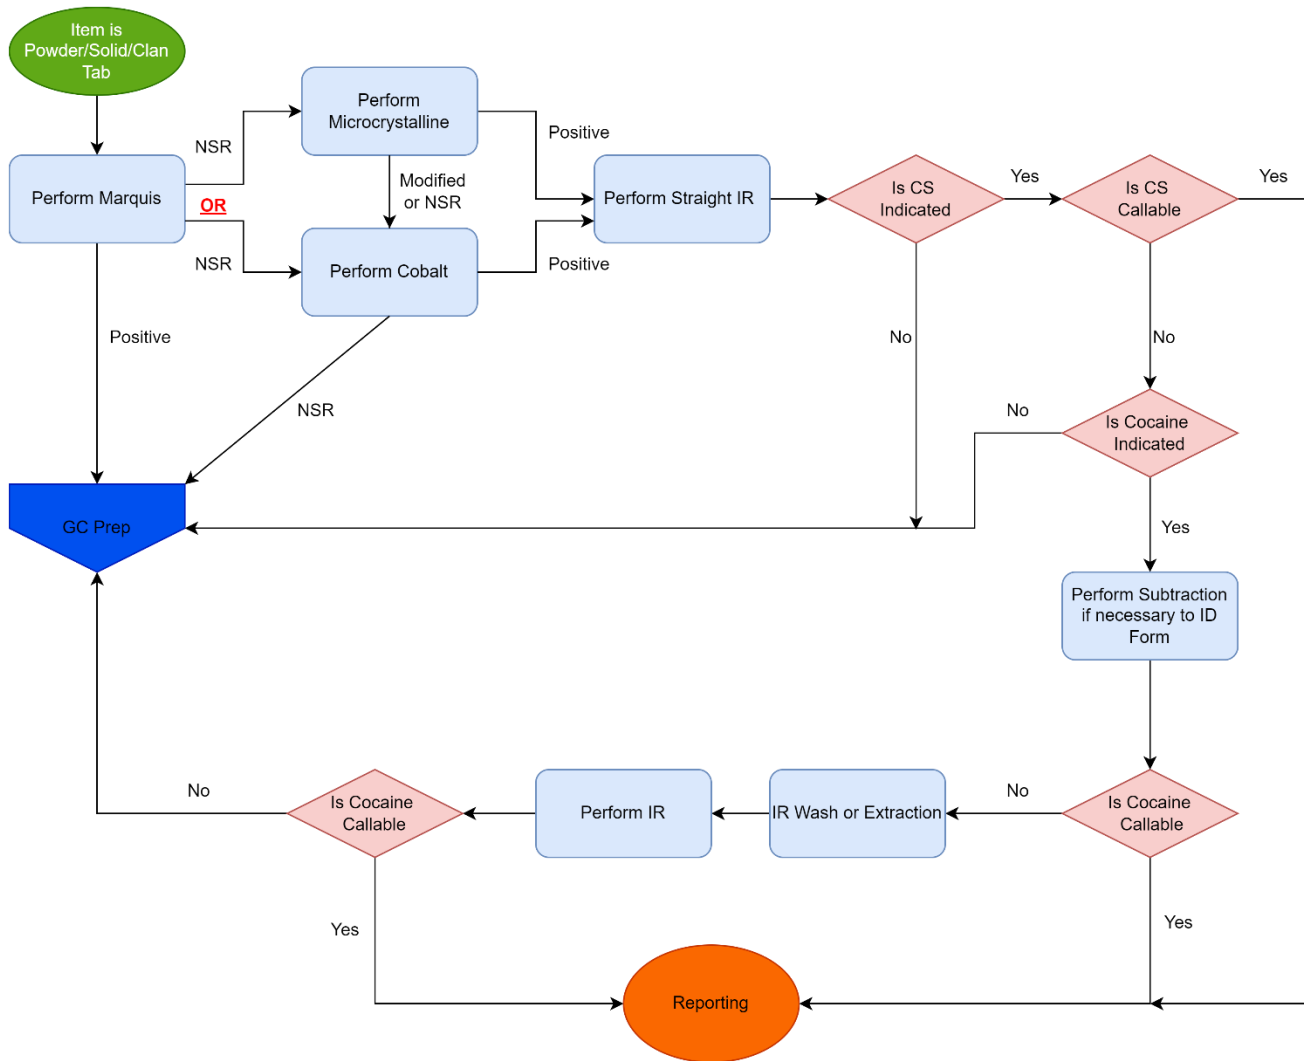 Item is
Powder/Solid/Clan
Tab
Perform Marquis
NSR
OR
NSR
Positive
Perform
Microcrystalline
Modified
or NSR
Perform Cobalt
Positive
Positive
NSR
Perform Straight IR
Is CS
Indicated
Yes
No
Is CS
Callable
Yes
No
Is Cocaine
Indicated
No
Yes
GC Prep
Perform Subtraction
if necessary to ID
Form
Is Cocaine
Callable
No
Yes
IR Wash or Extraction
Perform IR
Is Cocaine
Callable
No
Yes
Reporting